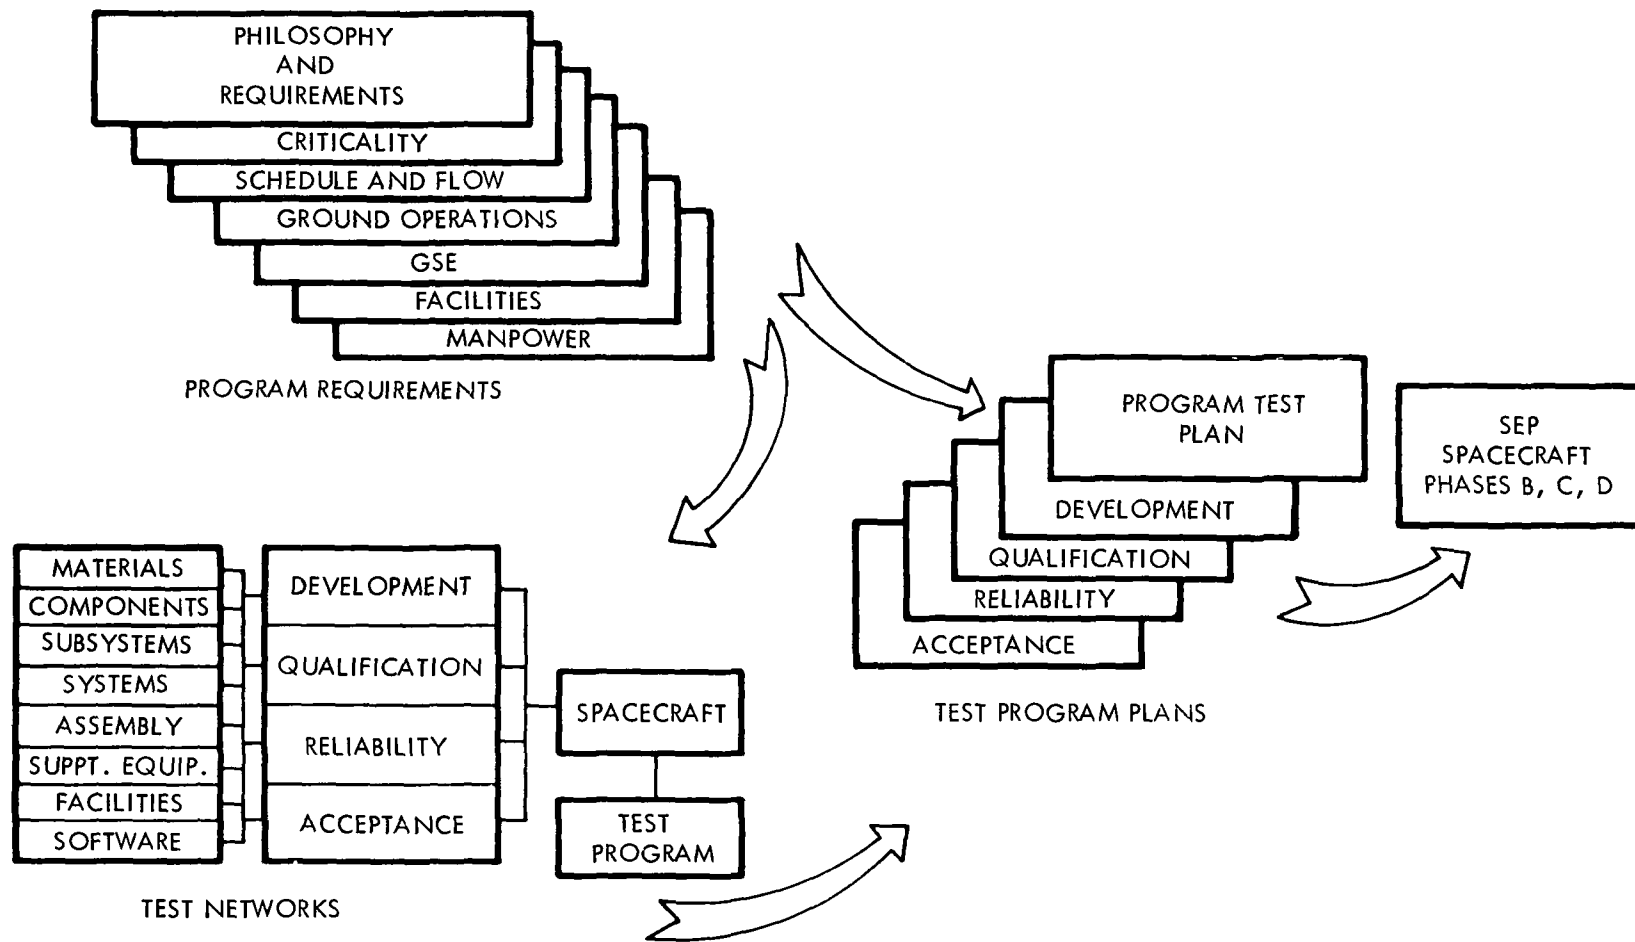 PHILOSOPHY
AND
REQUIREMENTS
CRITICALITY
SCHEDULE AND FLOW
GROUND OPERATIONS
GSE
FACILITIES
MANPOWER
PROGRAM REQUIREMENTS
PROGRAM TEST
PLAN
DEVELOPMENT
QUALIFICATION
RELIABILITY
ACCEPTANCE
TEST PROGRAM PLANS
SEP
SPACECRAFT
PHASES B, C, D
MATERIALS
COMPONENTS
SUBSYSTEMS
SYSTEMS
ASSEMBLY
SUPPT. EQUIP.
FACILITIES
SOFTWARE
DEVELOPMENT
QUALIFICATION
RELIABILITY
ACCEPTANCE
SPACECRAFT
TEST
PROGRAM
TEST NETWORKS